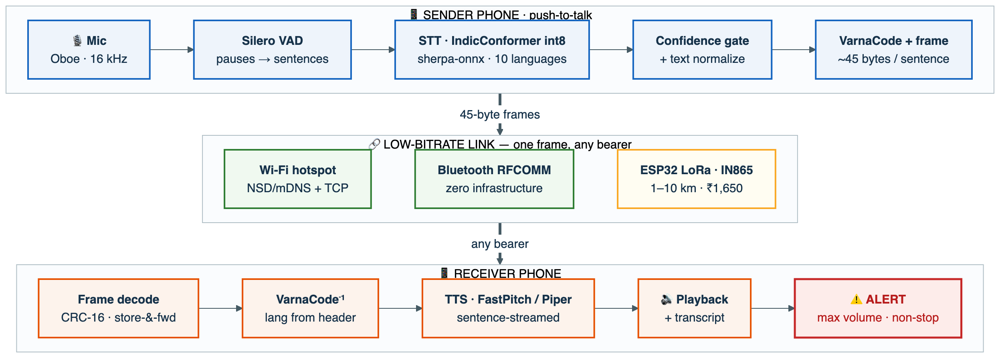 📱 SENDER PHONE · push-to-talk
🎙️ Mic
Oboe · 16 kHz
Silero VAD
pauses → sentences
STT · IndicConformer int8
sherpa-onnx · 10 languages
Confidence gate
+ text normalize
VarnaCode + frame
~45 bytes / sentence
45-byte frames
🔗 LOW-BITRATE LINK — one frame, any bearer
Wi-Fi hotspot
NSD/mDNS + TCP
Bluetooth RFCOMM
zero infrastructure
ESP32 LoRa · IN865
1–10 km · ₹1,650
any bearer
📱 RECEIVER PHONE
Frame decode
CRC-16 · store-&-fwd
VarnaCode⁻¹
lang from header
TTS · FastPitch / Piper
sentence-streamed
🔊 Playback
+ transcript
⚠️ ALERT
max volume · non-stop